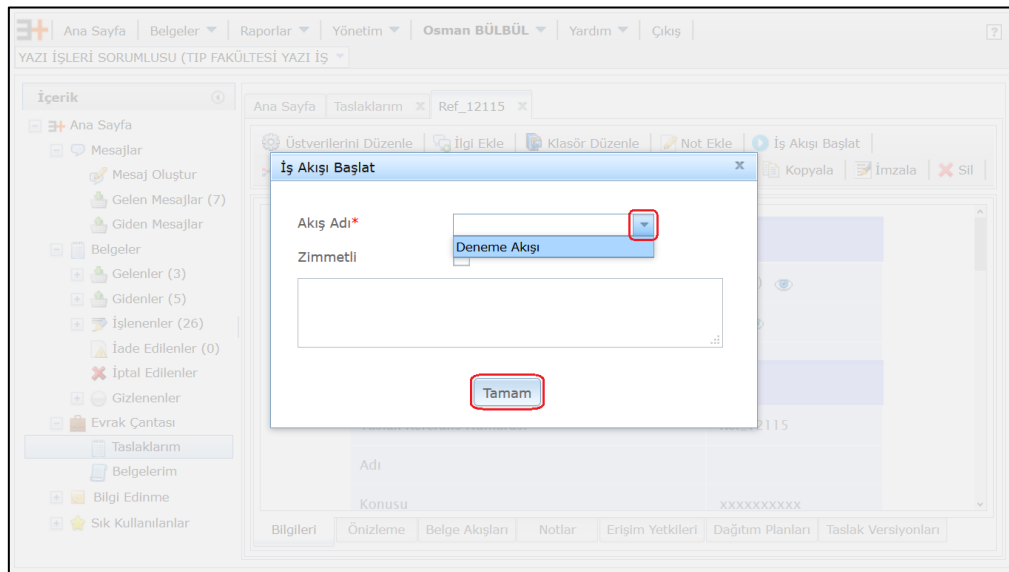 Ana Sayfa Belgeler Raporlar Yönetim Osman BÜLBÜL Yardım Çıkış ?
YAZI İŞLERİ SORUMLUSU (TIP FAKÜLTESİ YAZI İŞ
İçerik
Ana Sayfa
Mesajlar
Mesaj Oluştur
Gelen Mesajlar (7)
Giden Mesajlar
Belgeler
Gelenler (3)
Gidenler (5)
İşlenenler (26)
İade Edilenler (0)
İptal Edilenler
Gizlenenler
Evrak Çantası
Taslaklarım
Belgelerim
Bilgi Edinme
Sık Kullanılanlar
Ana Sayfa Taslaklarım x Ref_12115 x
Üstverilerini Düzenle İlgi Ekle Klasör Düzenle Not Ekle İş Akışı Başlat
Kopyala İmzala Sil
İş Akışı Başlat x
Akış Adı*
Deneme Akışı
Zimmetli
Tamam
Adı
Konusu xxxxxxxxxx
Bilgileri Önizleme Belge Akışları Notlar Erişim Yetkileri Dağıtım Planları Taslak Versiyonları